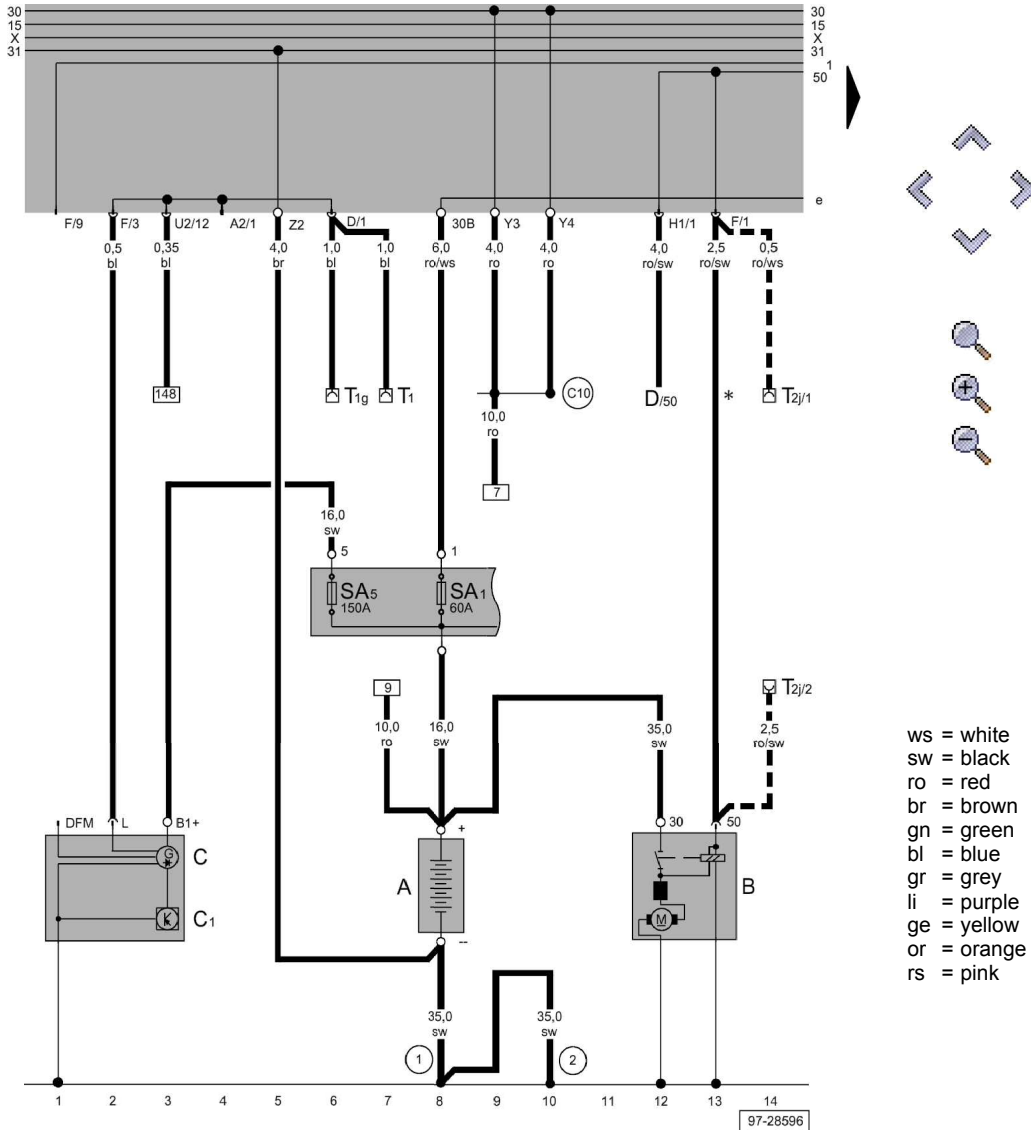 30 30
15 15
X X
31 31
1
50
e
F/9 F/3 U2/12 A2/1 Z2 D/1 30B Y3 Y4 H1/1 F/1
0,5 0,35 4,0 1,0 1,0 6,0 4,0 4,0 4,0 2,5 0,5
bl bl br bl bl ro/ws ro ro ro/sw ro/sw ro/ws
148 T1g T1 C10 D/50 * T2j/1
10,0
ro
7
16,0
sw
5 1
SA5 SA1
150A 60A
9 T2j/2
10,0 16,0 35,0 2,5
ro sw sw ro/sw
ws = white
sw = black
ro = red
br = brown
gn = green
bl = blue
gr = grey
li = purple
ge = yellow
or = orange
rs = pink
DFM L B1+ + 30 50
G C
A B
C1
M
--
35,0 35,0
sw sw
1 2
1 2 3 4 5 6 7 8 9 10 11 12 13 14
97-28596